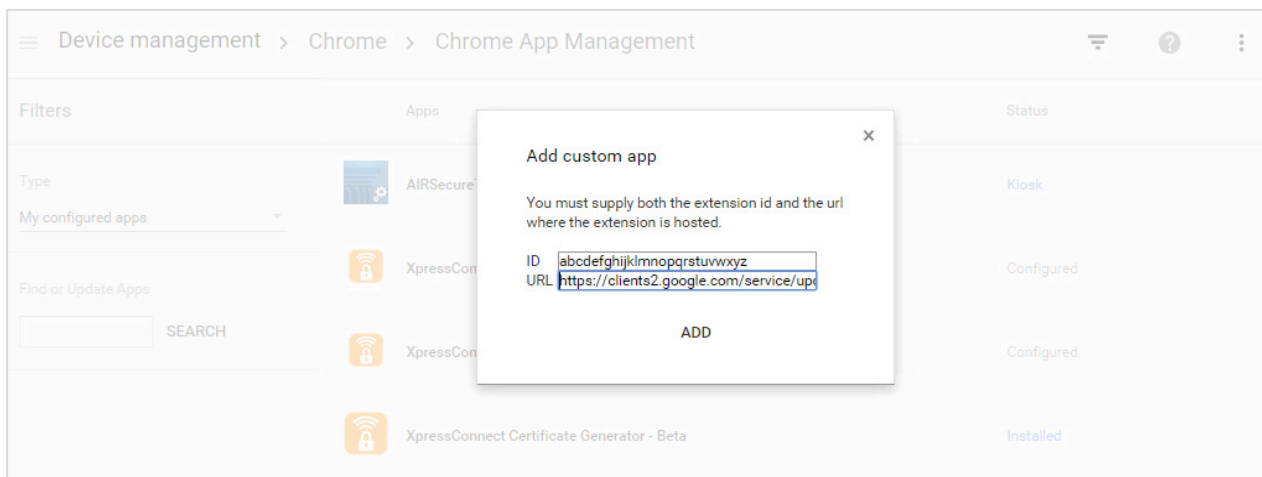 Device management > Chrome > Chrome App Management
Filters
Apps
Status
Add custom app
Type
AIRSecure
Kiosk
My configured apps
You must supply both the extension id and the url
where the extension is hosted.
ID abcdefghijklmnopqrstuvwxyz
URL https://clients2.google.com/service/upd
XpressCon
Configured
Find or Update Apps
SEARCH
ADD
XpressCon
Configured
XpressConnect Certificate Generator - Beta
Installed